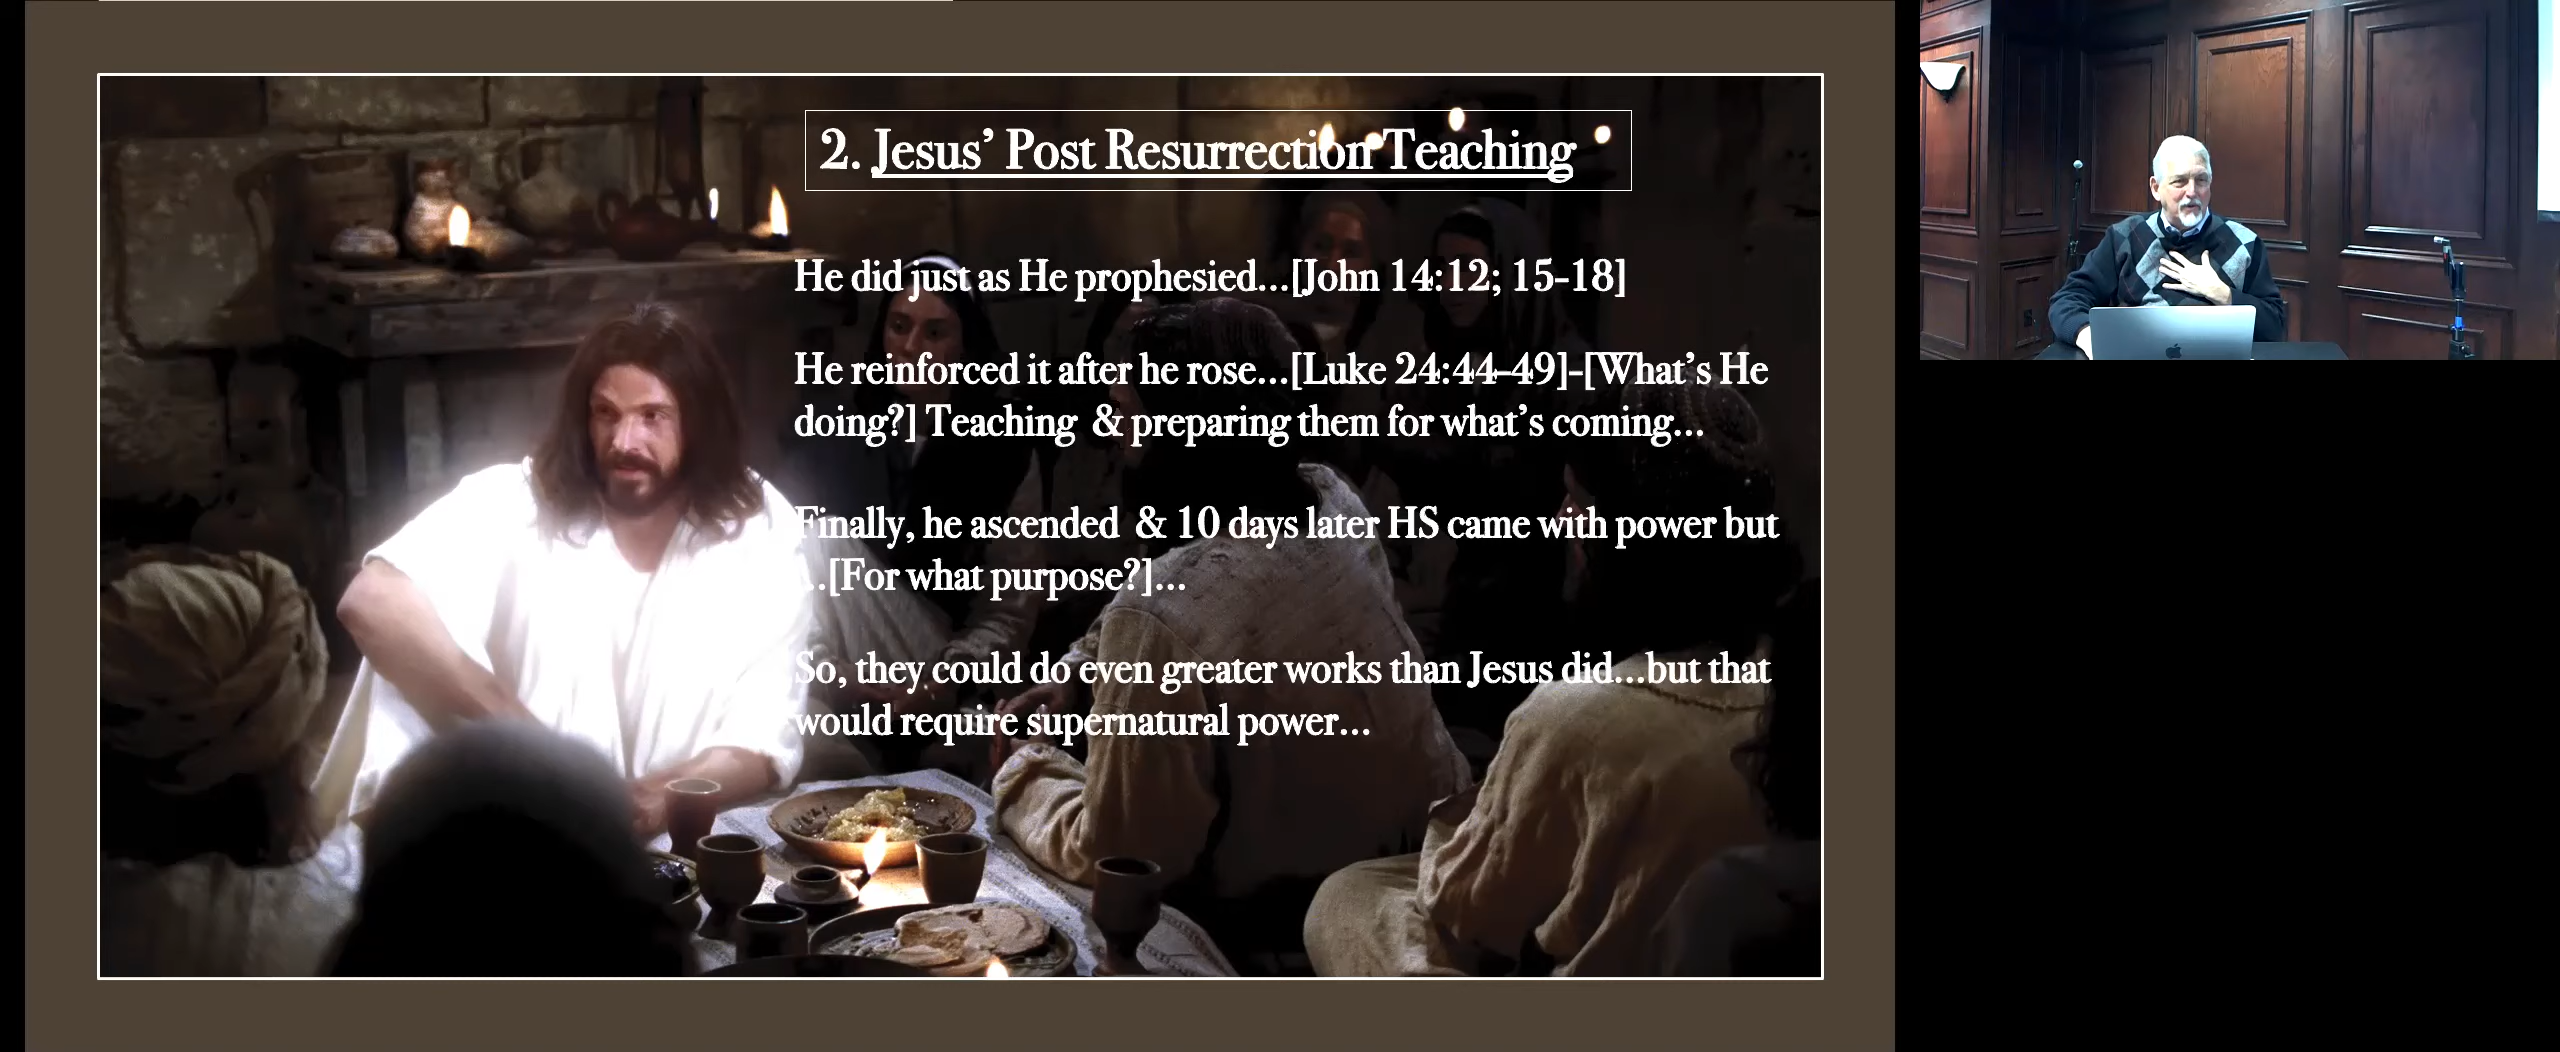 2. Jesus’ Post Resurrection Teaching
He did just as He prophesied...[John 14:12; 15-18]
He reinforced it after he rose...[Luke 24:44-49]-[What’s He
doing?] Teaching & preparing them for what’s coming...
Finally, he ascended & 10 days later HS came with power but
...[For what purpose?]...
So, they could do even greater works than Jesus did...but that
would require supernatural power...